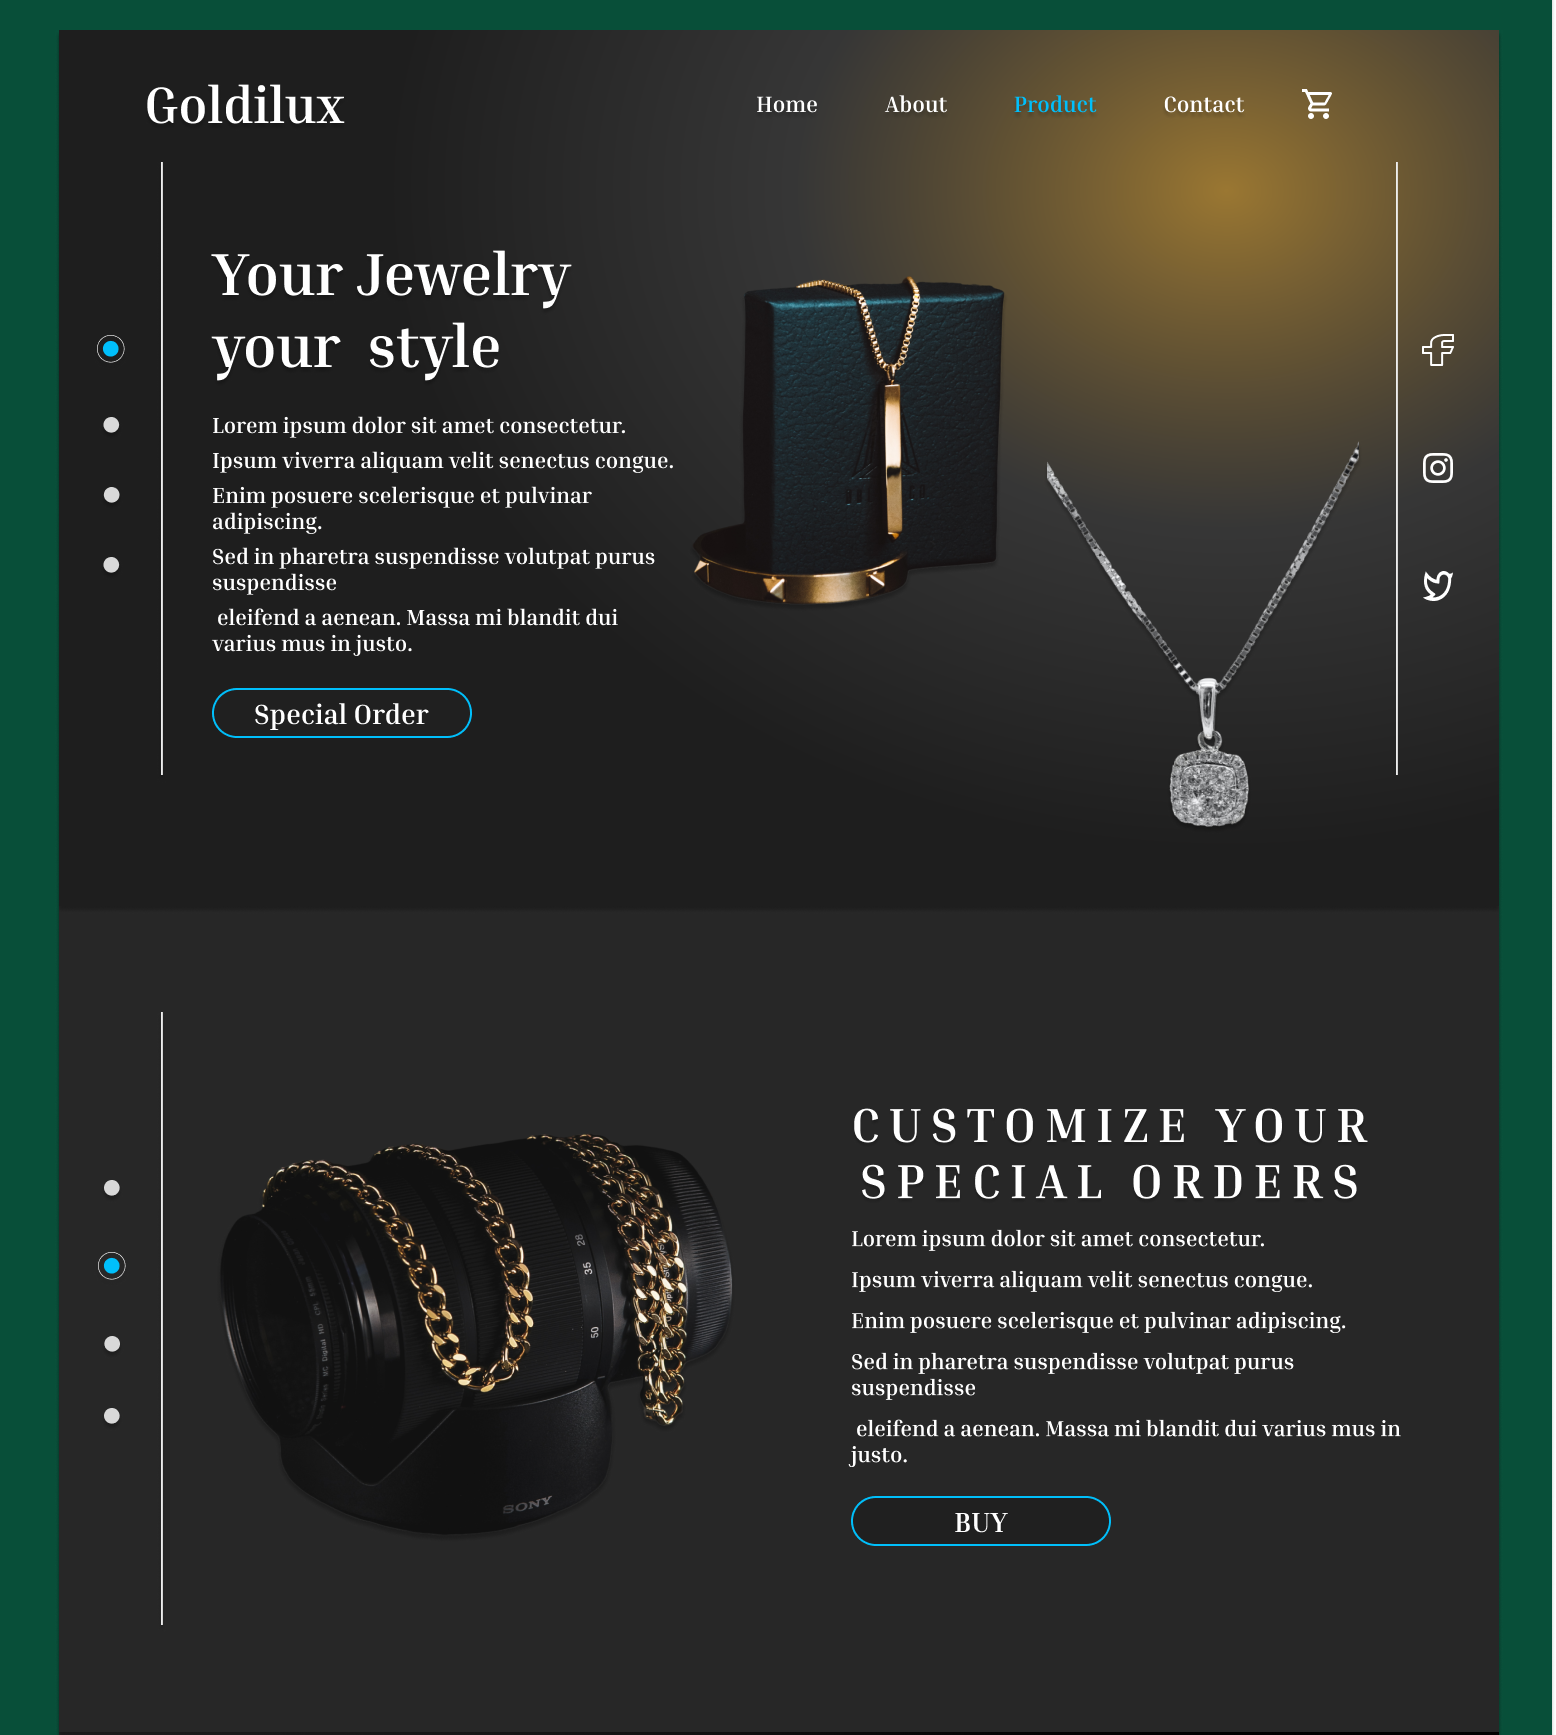 Goldilux
Home About Product Contact
Your Jewelry
your style
Lorem ipsum dolor sit amet consectetur.
Ipsum viverra aliquam velit senectus congue.
Enim posuere scelerisque et pulvinar
adipiscing.
Sed in pharetra suspendisse volutpat purus
suspendisse
eleifend a aenean. Massa mi blandit dui
varius mus in justo.
Special Order
CUSTOMIZE YOUR
SPECIAL ORDERS
Lorem ipsum dolor sit amet consectetur.
Ipsum viverra aliquam velit senectus congue.
Enim posuere scelerisque et pulvinar adipiscing.
Sed in pharetra suspendisse volutpat purus
suspendisse
eleifend a aenean. Massa mi blandit dui varius mus in
justo.
BUY
28
35
50
SONY